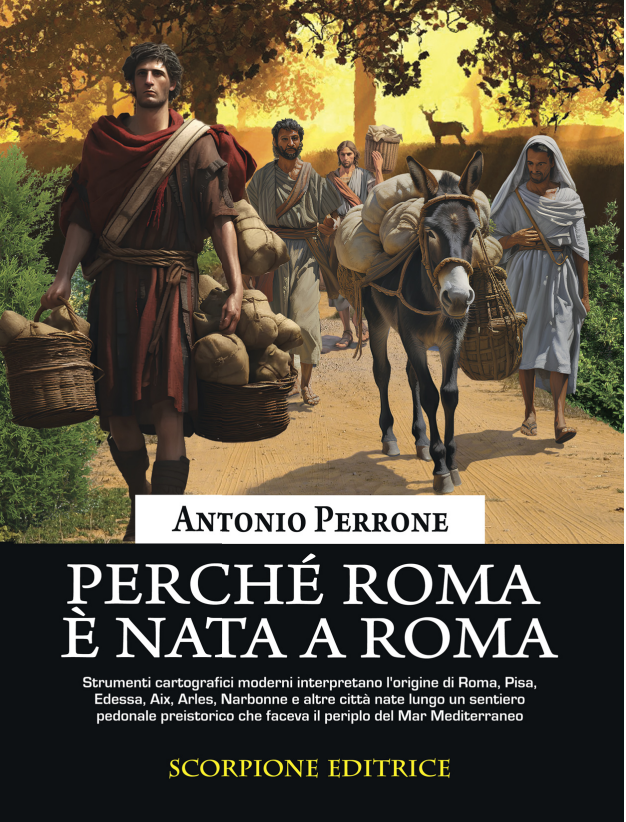 ANTONIO PERRONE
PERCHÉ ROMA
È NATA A ROMA
Strumenti cartografici moderni interpretano l'origine di Roma, Pisa,
Edessa, Aix, Arles, Narbonne e altre città nate lungo un sentiero
pedonale preistorico che faceva il periplo del Mar Mediterraneo
SCORPIONE EDITRICE